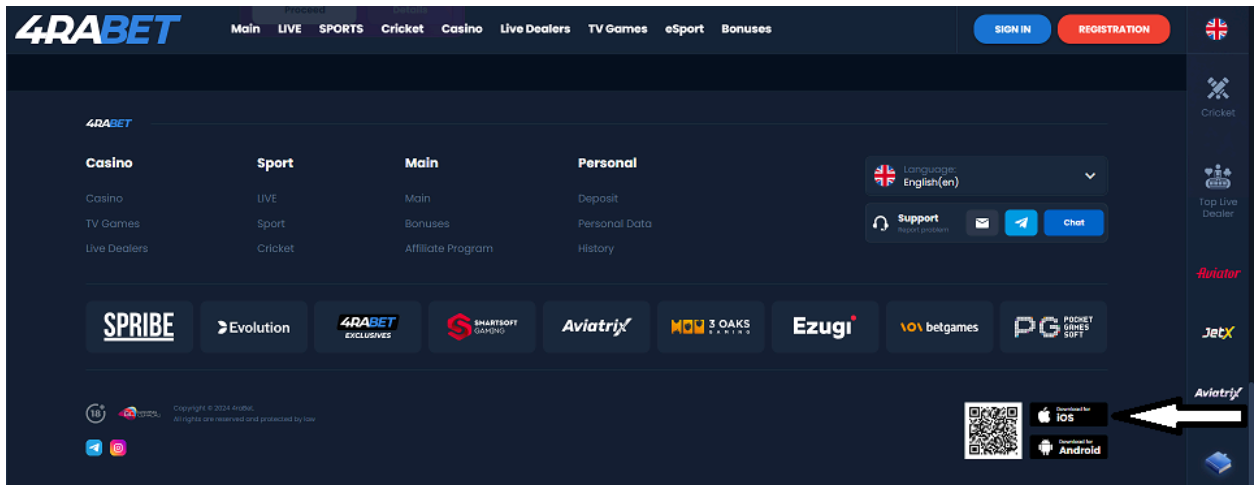 Proceed Details
4RABET Main LIVE SPORTS Cricket Casino Live Dealers TV Games eSport Bonuses SIGN IN REGISTRATION
Cricket
Top Live
Dealer
Aviator
JetX
Aviatrix
4RABET
Casino Sport Main Personal
Casino LIVE Main Deposit
TV Games Sport Bonuses Personal Data
Live Dealers Cricket Affiliate Program History
Language:
English(en)
Support
Report problem
Chat
SPRIBE Evolution 4RABET EXCLUSIVES SMARTSOFT GAMING Aviatrix 3 OAKS GAMING Ezugi betgames PG POCKET GAMES SOFT
18+
Copyright © 2024 4raBet.
All rights are reserved and protected by law
Download for
iOS
Download for
Android